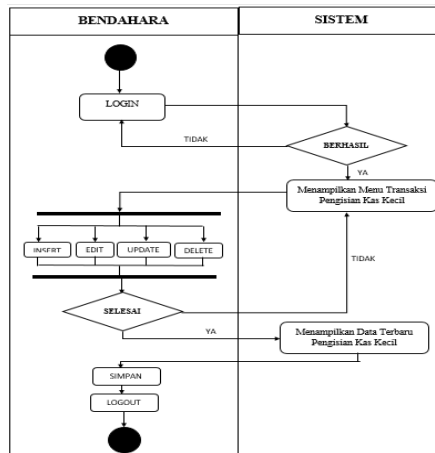 BENDAHARA
SISTEM
LOGIN
TIDAK
BERHASIL
YA
Menampilkan Menu Transaksi
Pengisian Kas Kecil
INSERT
EDIT
UPDATE
DELETE
TIDAK
SELESAI
YA
Menampilkan Data Terbaru
Pengisian Kas Kecil
SIMPAN
LOGOUT